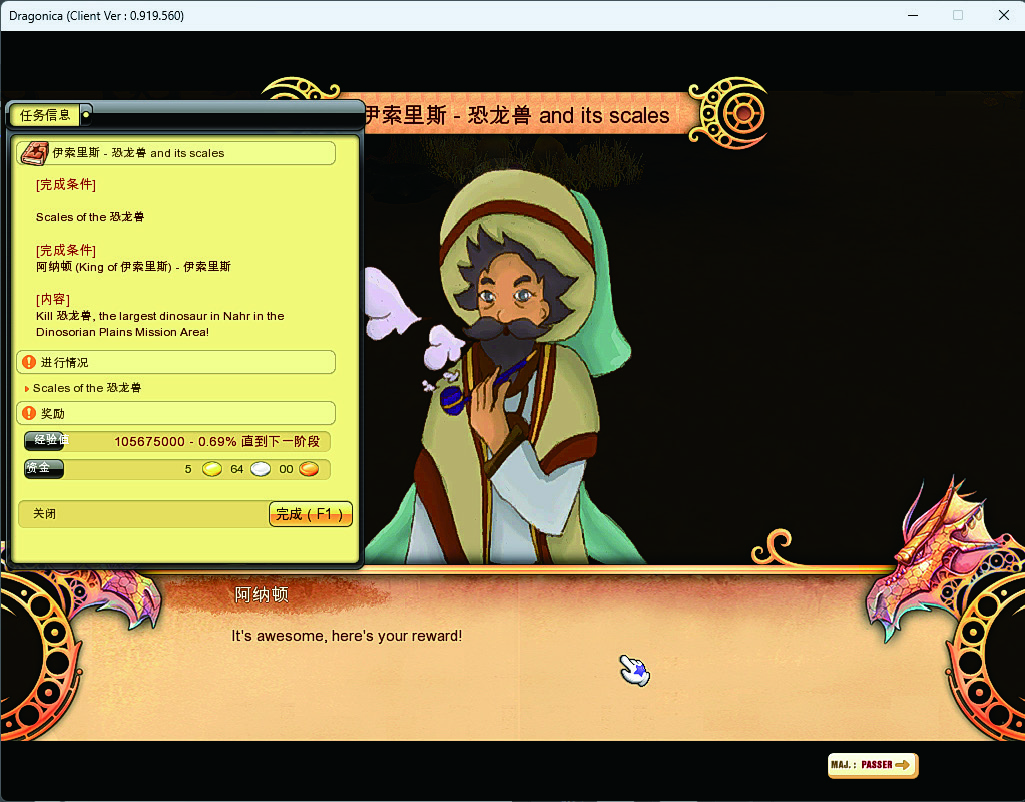 Dragonica (Client Ver : 0.919.560)
伊索里斯 - 恐龙兽 and its scales
任务信息
伊索里斯 - 恐龙兽 and its scales
[完成条件]
Scales of the 恐龙兽
[完成条件]
阿纳顿 (King of 伊索里斯) - 伊索里斯
[内容]
Kill 恐龙兽, the largest dinosaur in Nahr in the
Dinosorian Plains Mission Area!
进行情况
Scales of the 恐龙兽
奖励
经验值 105675000 - 0.69% 直到下一阶段
资金 5 64 00
关闭 完成 ( F1 )
阿纳顿
It's awesome, here's your reward!
MAJ. : PASSER